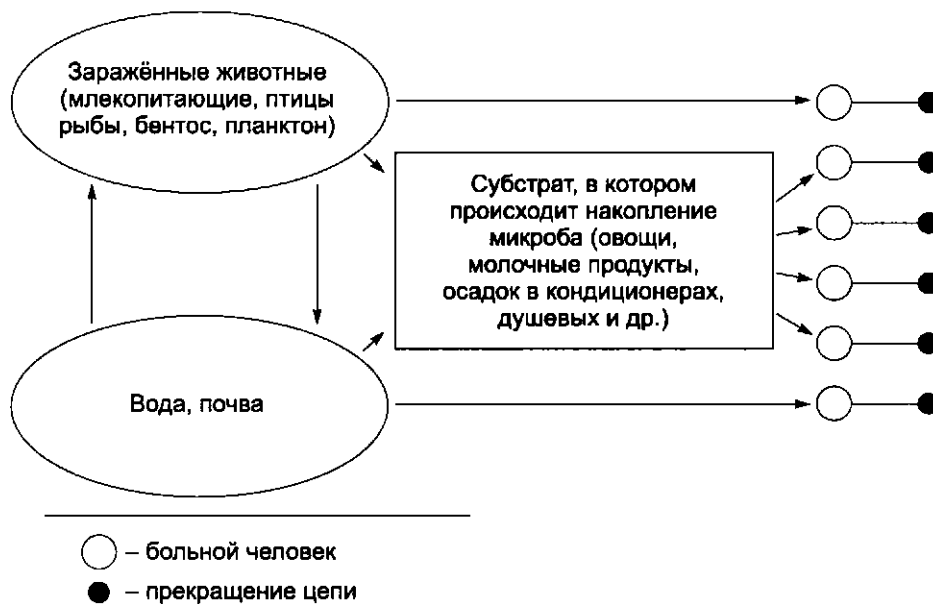 Заражённые животные
(млекопитающие, птицы
рыбы, бентос, планктон)
Субстрат, в котором
происходит накопление
микроба (овощи,
молочные продукты,
осадок в кондиционерах,
душевых и др.)
Вода, почва
– больной человек
– прекращение цепи